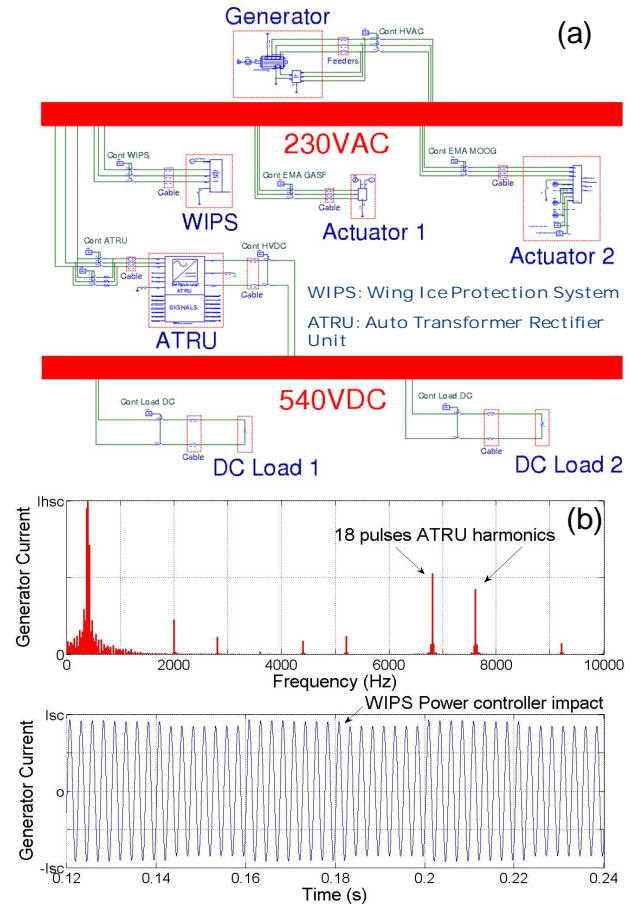 Generator
(a)
Cont HVAC
Feeders
230VAC
Cont WIPS
Cable
WIPS
Cont EMA GASF
Cable
Actuator 1
Cont EMA MOOG
Cable
Actuator 2
Cont ATRU
Cable
ATRU
SIGNALS
ATRU
Cont HVDC
Cable
WIPS: Wing Ice Protection System
ATRU: Auto Transformer Rectifier
Unit
540VDC
Cont Load DC
Cable
DC Load 1
Cont Load DC
Cable
DC Load 2
(b)
Ihsc
Generator Current
0
18 pulses ATRU harmonics
0 2000 4000 6000 8000 10000
Frequency (Hz)
WIPS Power controller impact
Isc
Generator Current
0
-Isc
0.12 0.14 0.16 0.18 0.2 0.22 0.24
Time (s)